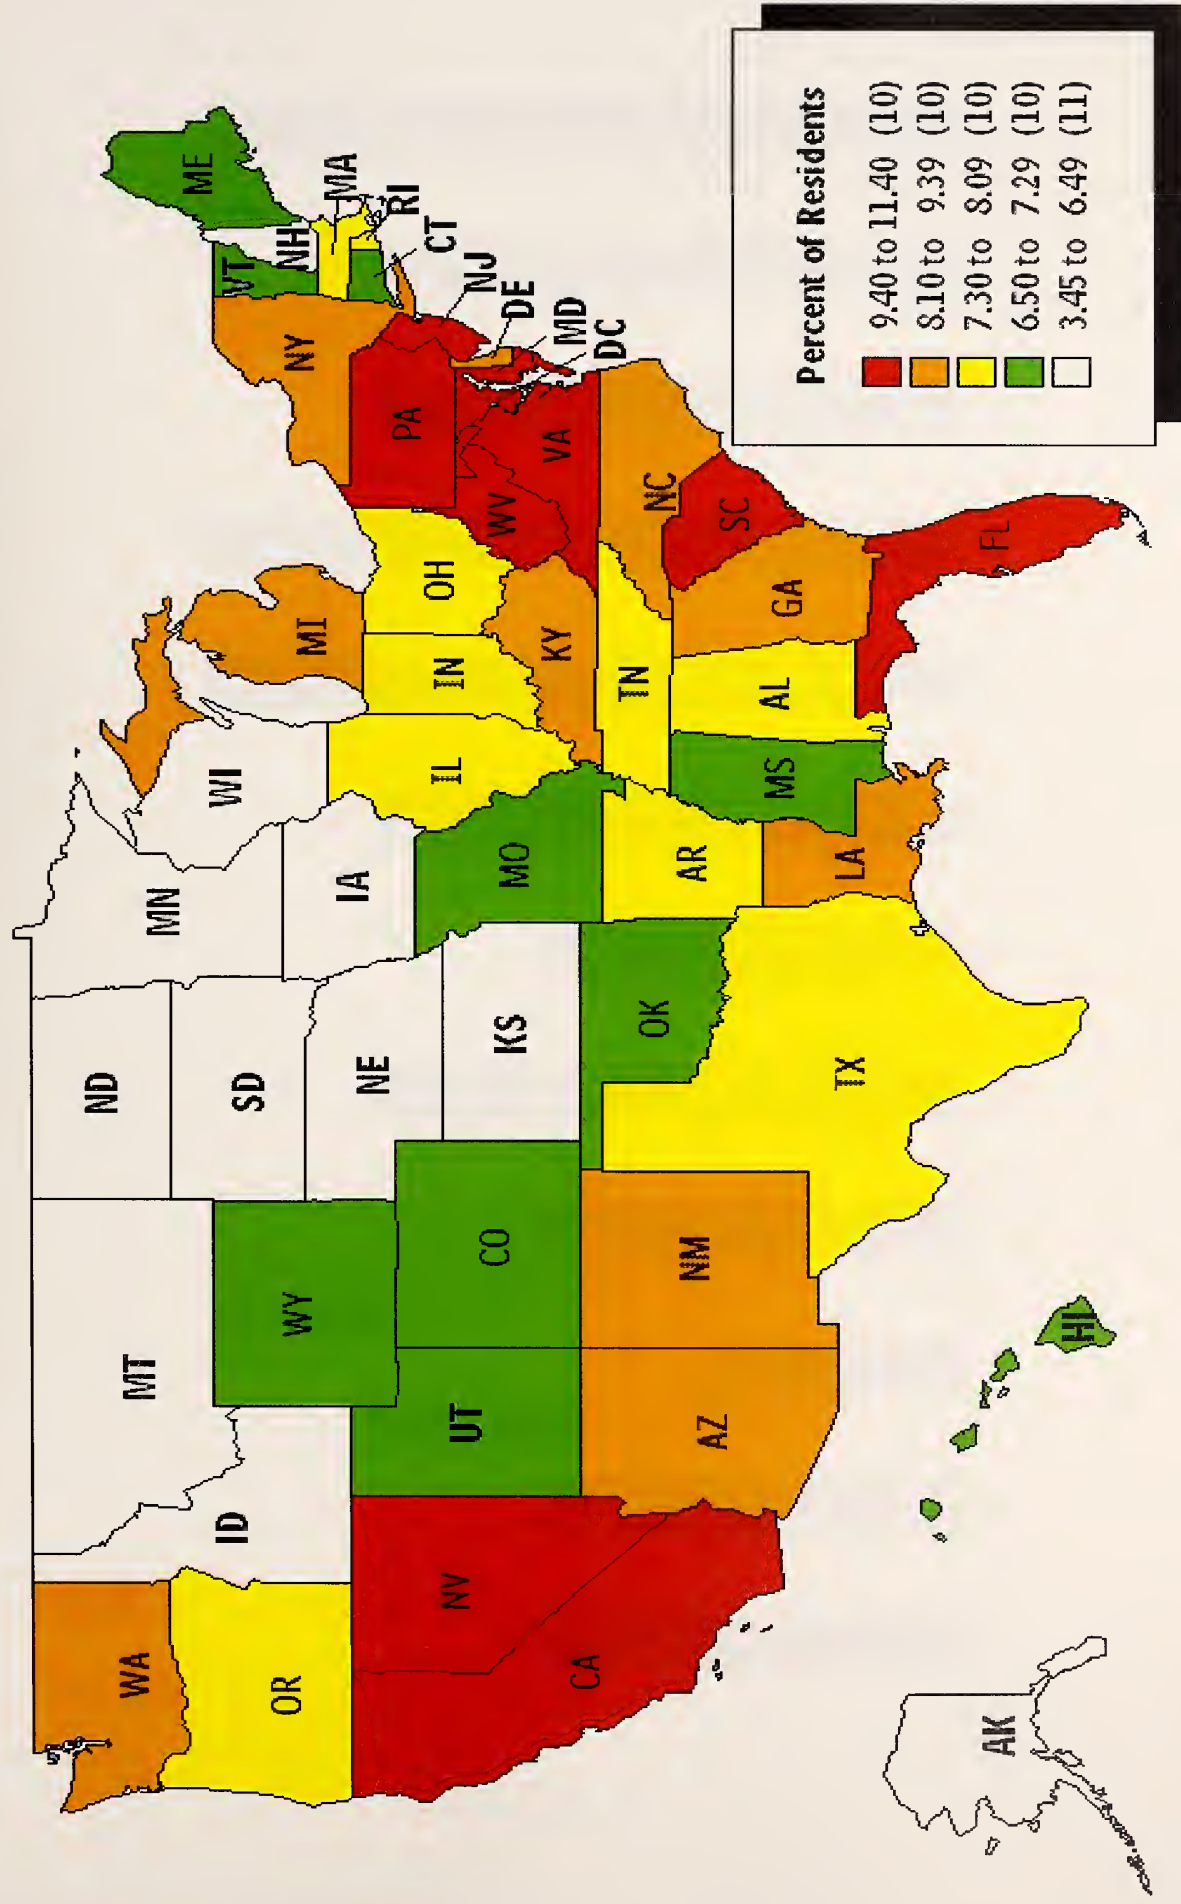 WA
OR
CA
NV
ID
MT
WY
UT
CO
AZ
NM
ND
SD
NE
KS
OK
TX
MN
IA
MO
AR
LA
WI
IL
MS
MI
IN
KY
TN
AL
OH
WV
VA
NC
SC
GA
FL
PA
NY
VT
NH
ME
MA
RI
CT
NJ
DE
MD
DC
AK
HI
Percent of Residents
9.40 to 11.40 (10)
8.10 to 9.39 (10)
7.30 to 8.09 (10)
6.50 to 7.29 (10)
3.45 to 6.49 (11)